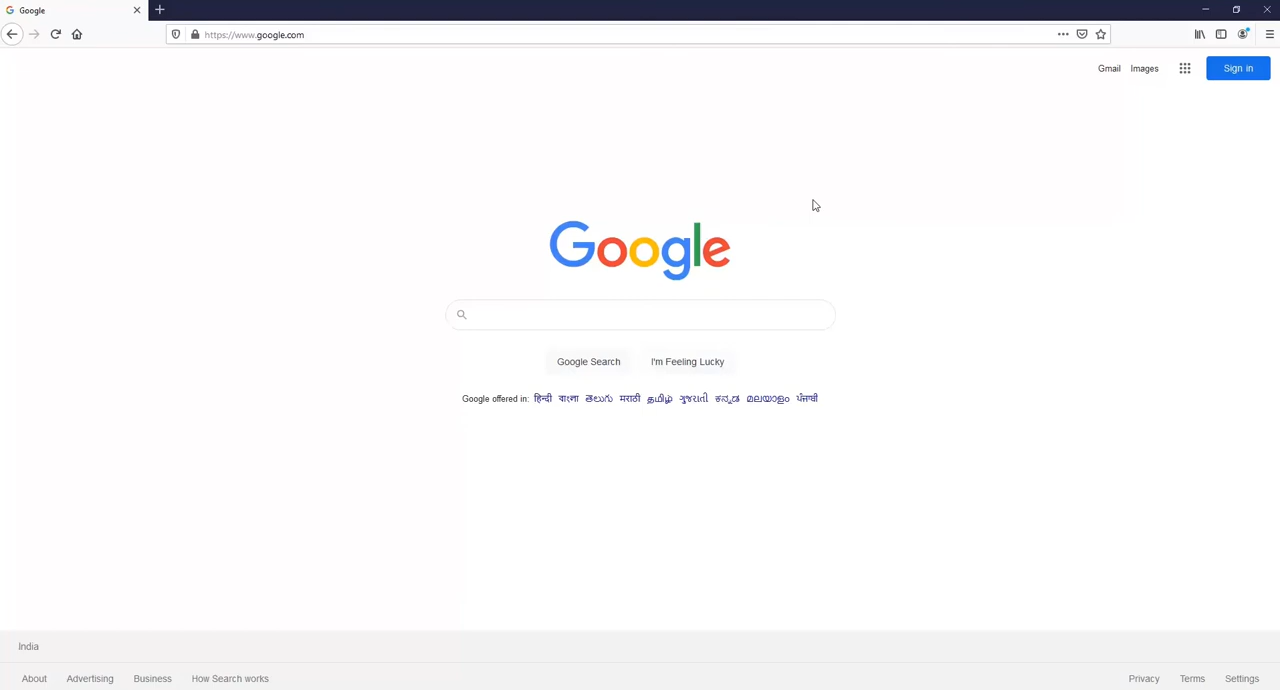 Google
https://www.google.com
Gmail Images Sign in
Google
Google Search I'm Feeling Lucky
Google offered in: हिन्दी বাংলা తెలుగు मराठी தமிழ் ગુજરાતી ಕನ್ನಡ മലയാളം ਪੰਜਾਬੀ
India
About Advertising Business How Search works Privacy Terms Settings